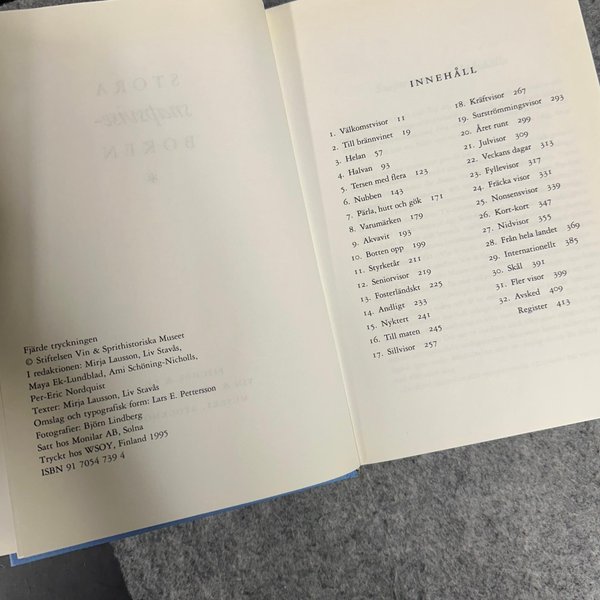 STORA
snapsvise-
BOKEN
Fjärde tryckningen
© Stiftelsen Vin & Sprithistoriska Museet
I redaktionen: Mirja Lausson, Liv Stavås,
Maya Ek-Lundblad, Ami Schöning-Nicholls,
Per-Eric Nordquist
Texter: Mirja Lausson, Liv Stavås
Omslag och typografisk form: Lars E. Pettersson
Fotografier: Björn Lindberg
Satt hos Monilar AB, Solna
Tryckt hos WSOY, Finland 1995
ISBN 91 7054 739 4
INNEHÅLL
1. Välkomstvisor 11
2. Till brännvinet 19
3. Helan 57
4. Halvan 93
5. Tersen med flera 123
6. Nubben 143
7. Pärla, hutt och gök 171
8. Varumärken 179
9. Akvavit 193
10. Botten opp 199
11. Styrketår 211
12. Seniorvisor 219
13. Fosterländskt 225
14. Andligt 233
15. Nyktert 241
16. Till maten 245
17. Sillvisor 257
18. Kräftvisor 267
19. Surströmmingsvisor 293
20. Året runt 299
21. Julvisor 309
22. Veckans dagar 313
23. Fyllevisor 317
24. Fräcka visor 331
25. Nonsensvisor 339
26. Kort-kort 347
27. Nidvisor 355
28. Från hela landet 369
29. Internationellt 385
30. Skål 391
31. Fler visor 399
32. Avsked 409
Register 413